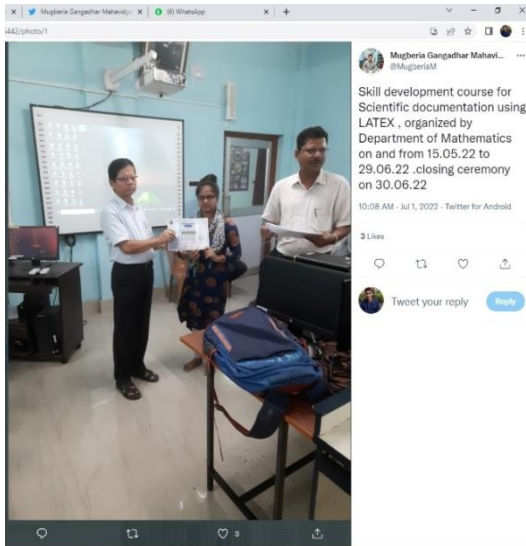 Mugberia Gangadhar Mahavidya
(6) WhatsApp
5442/photo/1
Mugberia Gangadhar Mahavi...
@MugberiaM
Skill development course for
Scientific documentation using
LATEX , organized by
Department of Mathematics
on and from 15.05.22 to
29.06.22 .closing ceremony
on 30.06.22
10:08 AM · Jul 1, 2022 · Twitter for Android
3 Likes
Tweet your reply
Reply
3